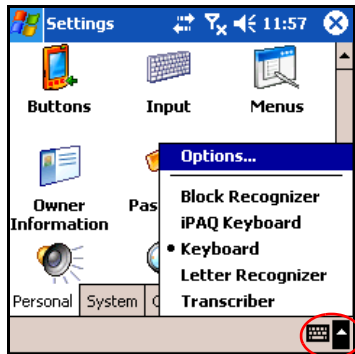 Settings 11:57
Buttons Input Menus
Options...
Owner
Information
Block Recognizer
iPAQ Keyboard
Keyboard
Letter Recognizer
Transcriber
Personal System